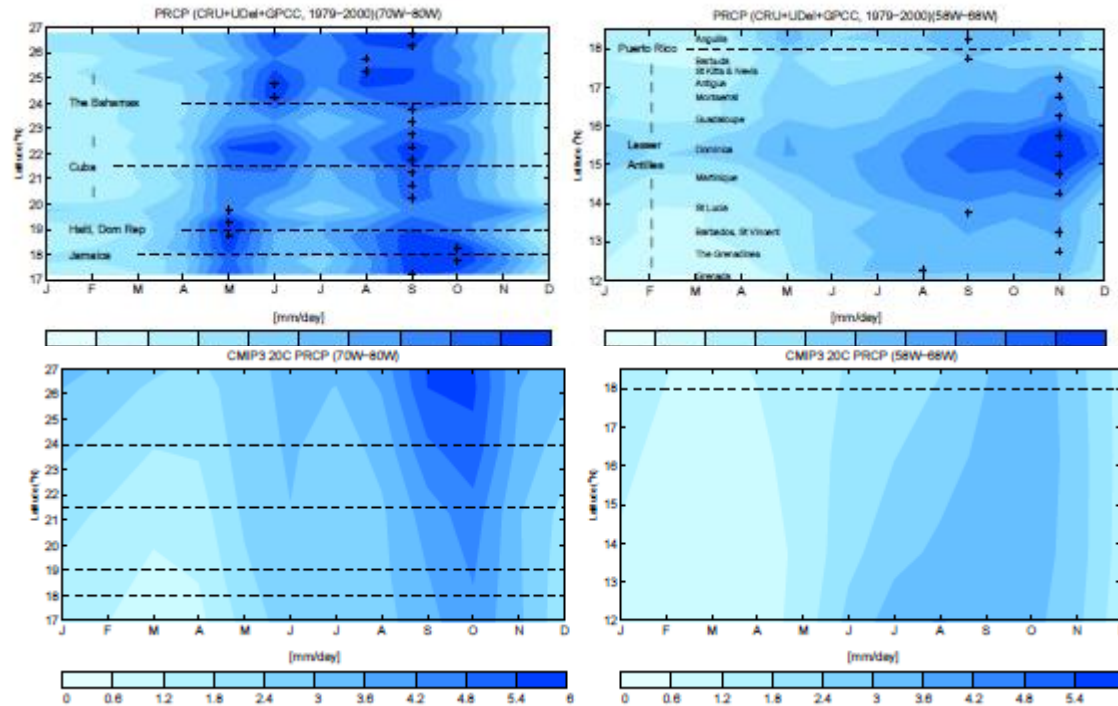 PRCP (CRU+UDel+GPCC, 1979-2000)(70W-80W)
27
26
25
24
23
22
21
20
19
18
17
Latitude(°N)
The Bahamas
Cuba
Haiti, Dom Rep
Jamaica
J F M A M J J A S O N D
[mm/day]
PRCP (CRU+UDel+GPCC, 1979-2000)(58W-68W)
18
17
16
15
14
13
12
Latitude(°N)
Puerto Rico
Lesser
Antilles
Anguilla
Barbuda
St Kitts & Nevis
Antigua
Montserrat
Guadaloupe
Dominica
Martinique
St Lucia
Barbados, St Vincent
The Grenadines
Grenada
J F M A M J J A S O N D
[mm/day]
CMIP3 20C PRCP (70W-80W)
27
26
25
24
23
22
21
20
19
18
17
Latitude(°N)
J F M A M J J A S O N D
[mm/day]
0 0.6 1.2 1.8 2.4 3 3.6 4.2 4.8 5.4 6
CMIP3 20C PRCP (58W-68W)
18
17
16
15
14
13
12
Latitude(°N)
J F M A M J J A S O N
[mm/day]
0 0.6 1.2 1.8 2.4 3 3.6 4.2 4.8 5.4